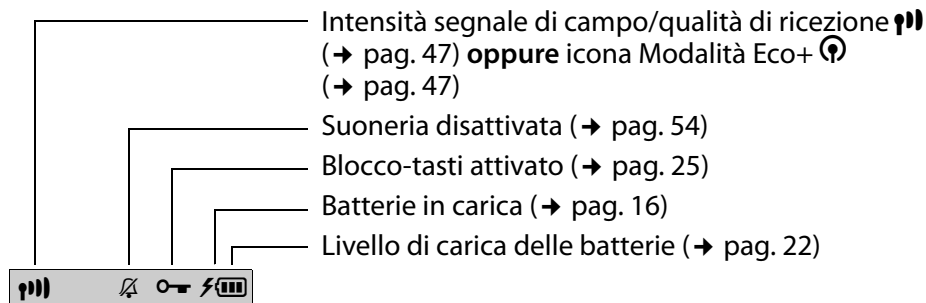 Intensità segnale di campo/qualità di ricezione
(➔ pag. 47) oppure icona Modalità Eco+
(➔ pag. 47)
Suoneria disattivata (➔ pag. 54)
Blocco-tasti attivato (➔ pag. 25)
Batterie in carica (➔ pag. 16)
Livello di carica delle batterie (➔ pag. 22)